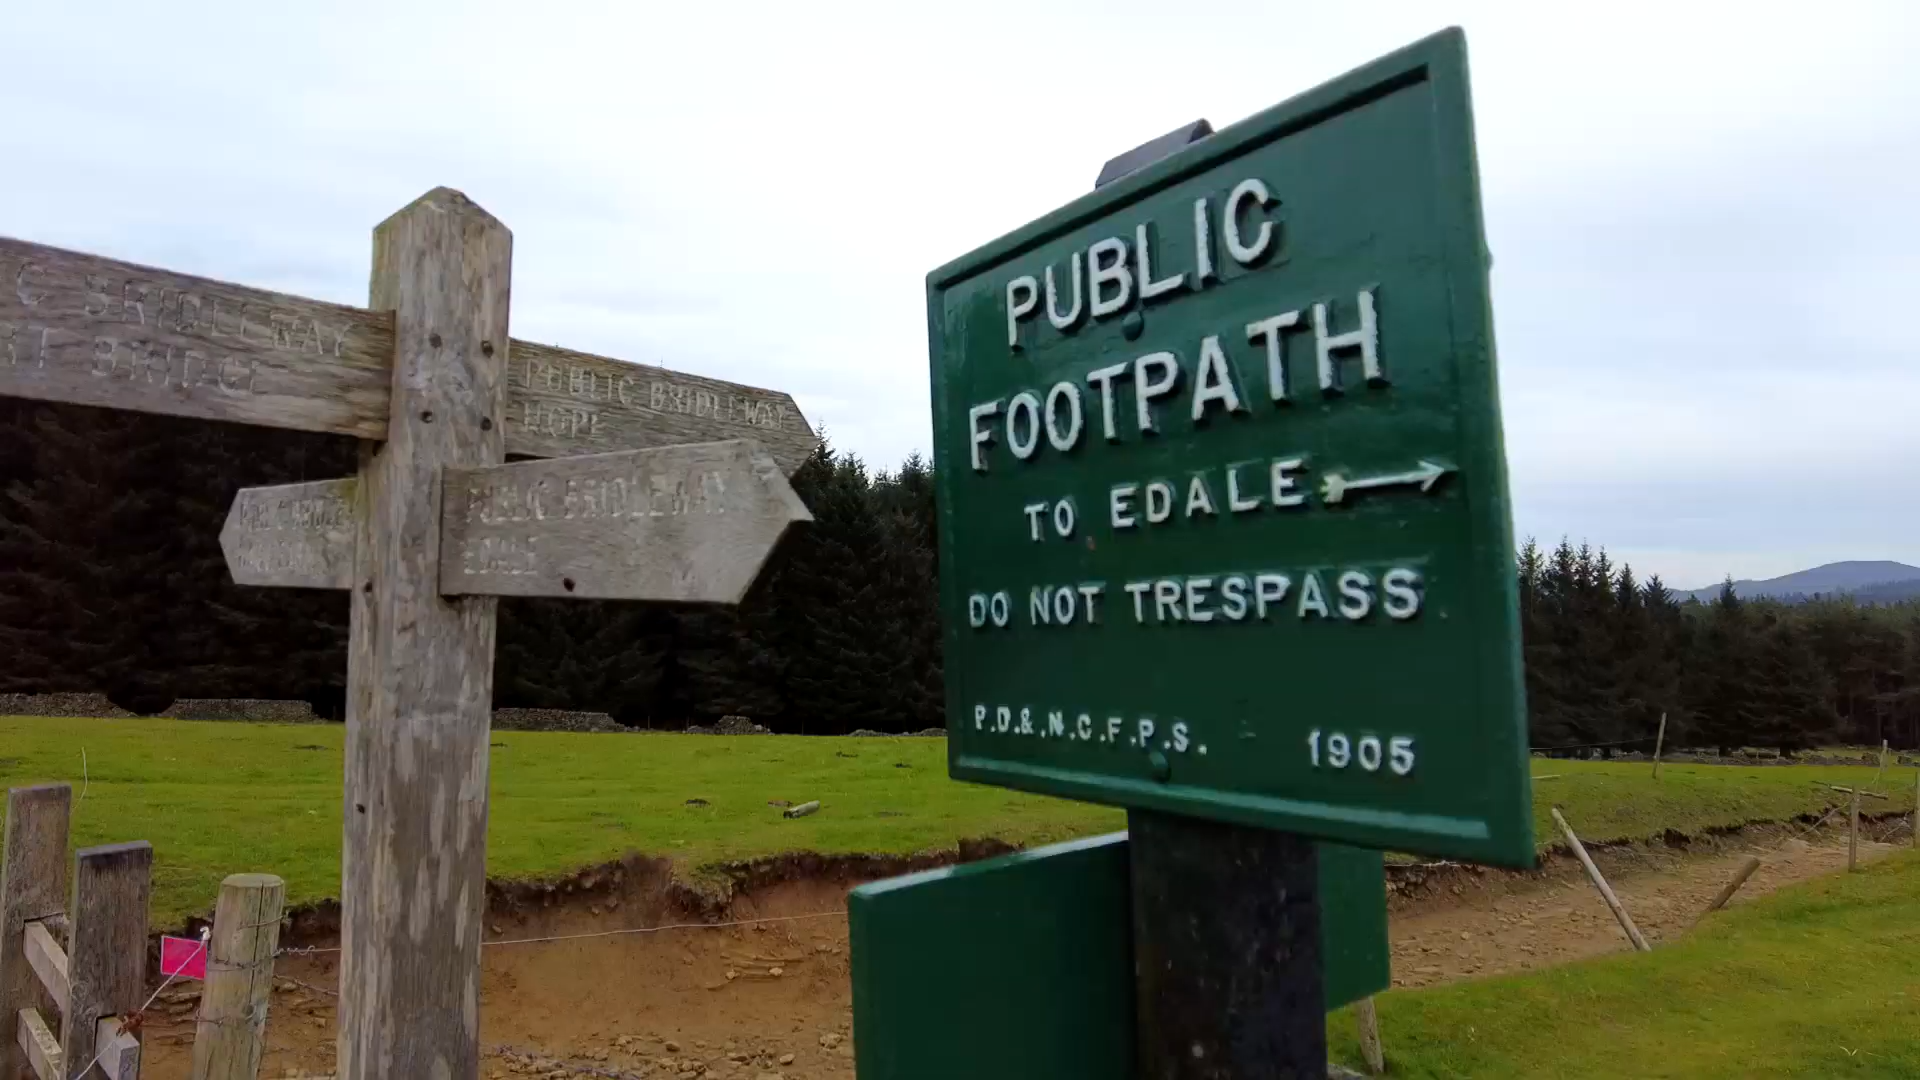 C BRIDLEWAY
BRIDGE
PUBLIC BRIDLEWAY
HOPE
PUBLIC BRIDLEWAY
EDALE
PUBLIC
FOOTPATH
TO EDALE
DO NOT TRESPASS
P.D.&.N.C.F.P.S. 1905